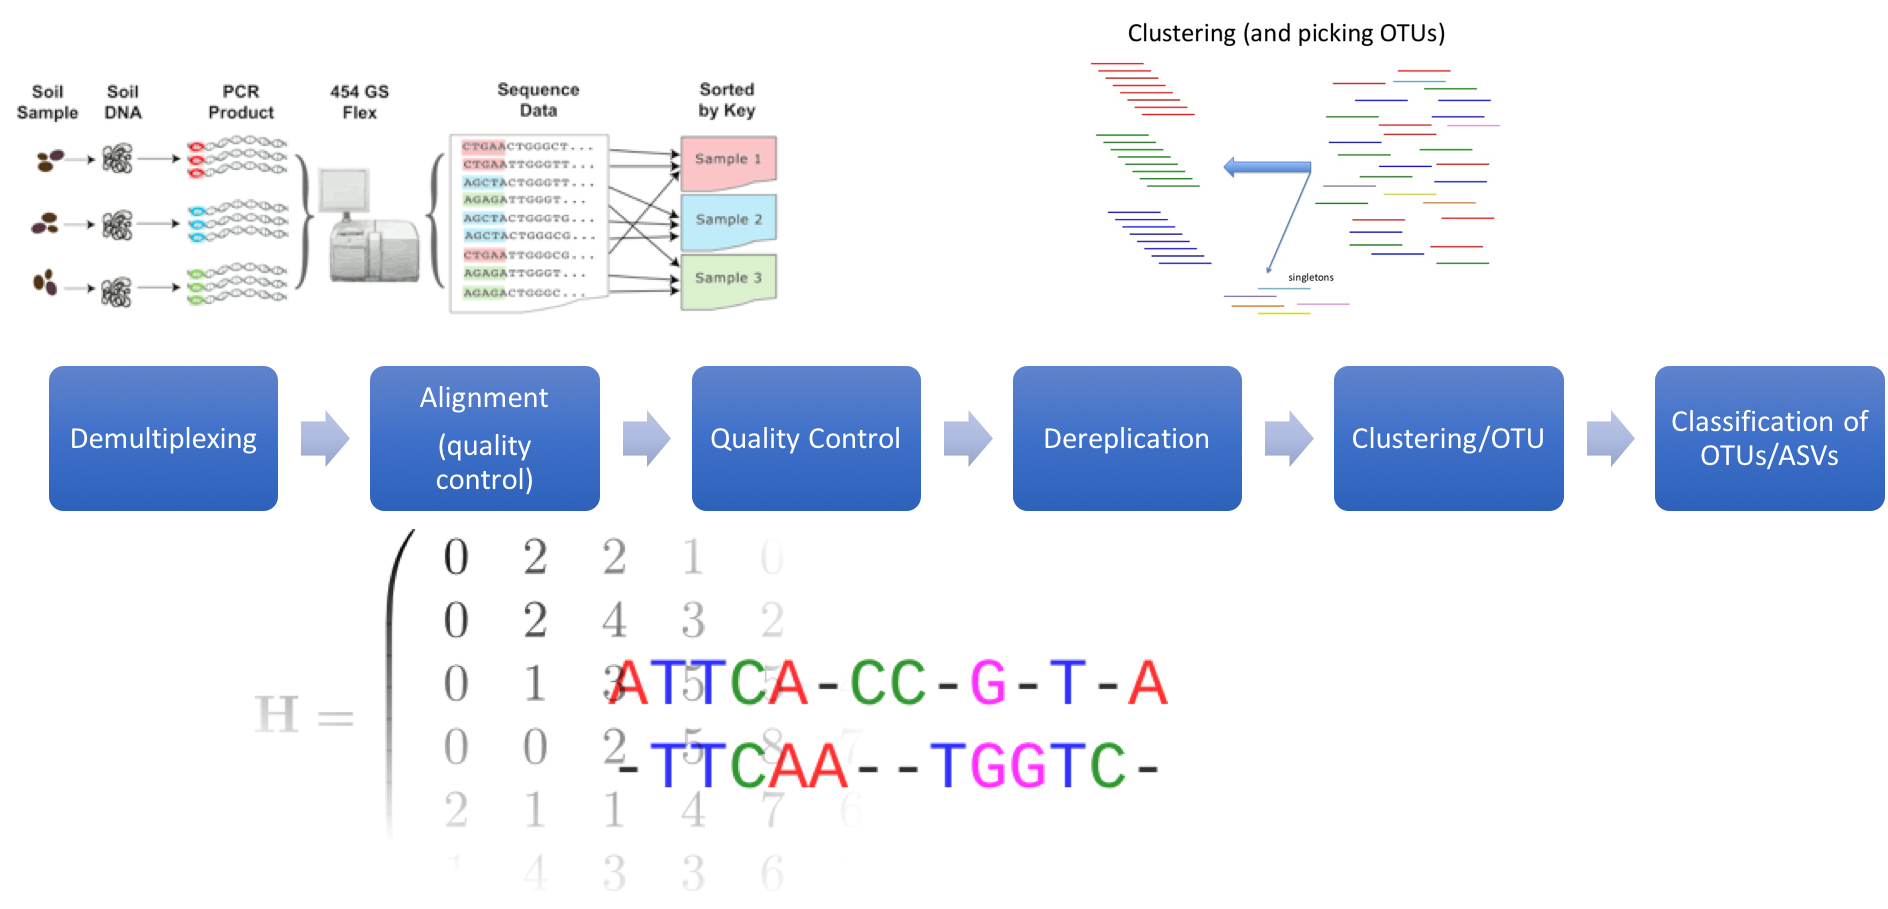 Clustering (and picking OTUs)
Soil
Sample
Soil
DNA
PCR
Product
454 GS
Flex
Sequence
Data
Sorted
by Key
CTGAACTGGGCT...
CTGAATTGGGTT...
AGCTACTGGGTT...
AGAGATTGGGT...
AGCTACTGGGTG...
AGCTACTGGGCG...
CTGAATTGGGCG...
AGAGATTGGGT...
AGAGACTGGGC...
Sample 1
Sample 2
Sample 3
singletons
Demultiplexing
Alignment
(quality
control)
Quality Control
Dereplication
Clustering/OTU
Classification of
OTUs/ASVs
H =
0 2 2 1 0
0 2 4 3 2
0 1 3 5 5
0 0 2 5 8 7
2 1 1 4 7 6
1 4 3 3 6
ATTCA-CC-G-T-A
-TTCAA--TGGTC-